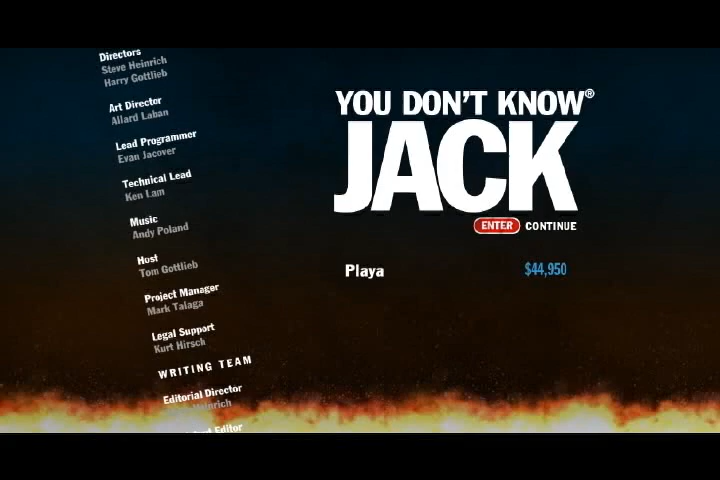 Directors
Steve Heinrich
Harry Gottlieb
Art Director
Allard Laban
Lead Programmer
Evan Jacover
Technical Lead
Ken Lam
Music
Andy Poland
Host
Tom Gottlieb
Project Manager
Mark Talaga
Legal Support
Kurt Hirsch
WRITING TEAM
Editorial Director
YOU DON'T KNOW®
JACK
ENTER CONTINUE
Playa $44,950